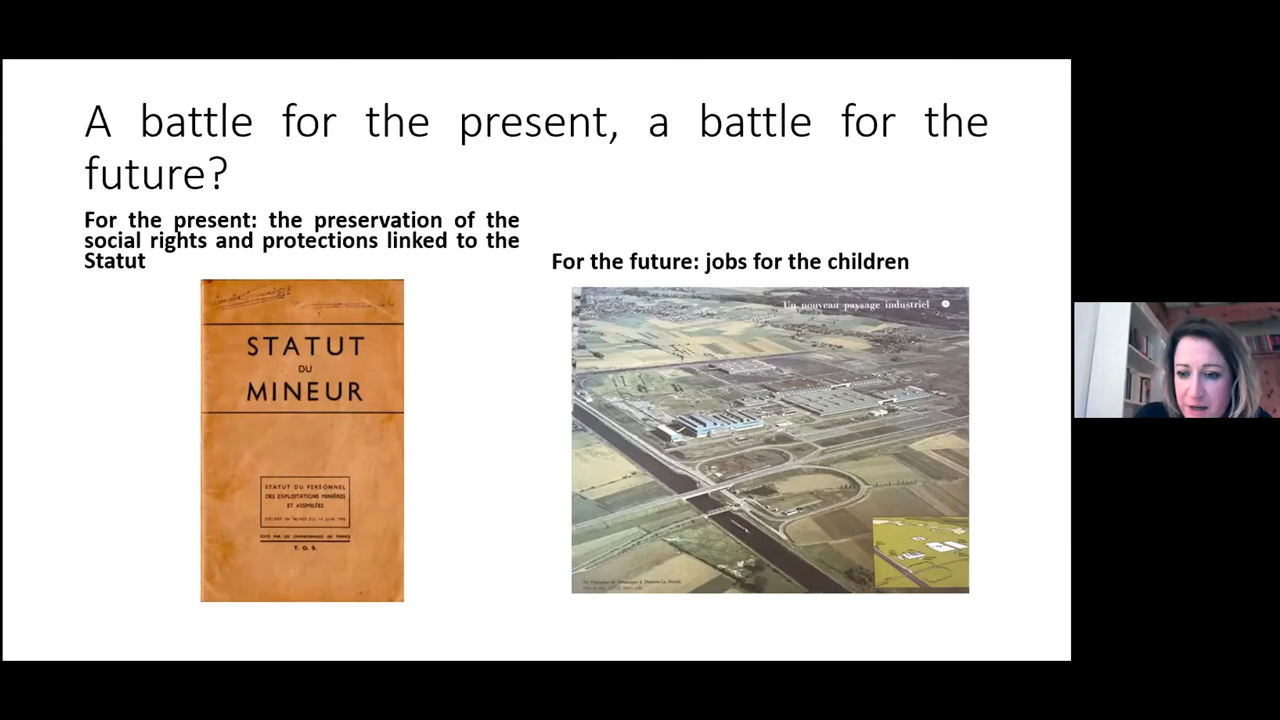 A battle for the present, a battle for the
future?
For the present: the preservation of the
social rights and protections linked to the
Statut
For the future: jobs for the children
STATUT
DU
MINEUR
STATUT DU PERSONNEL
DES EXPLOITATIONS MINIÈRES
ET ASSIMILÉES
T. O. S.
Un nouveau paysage industriel